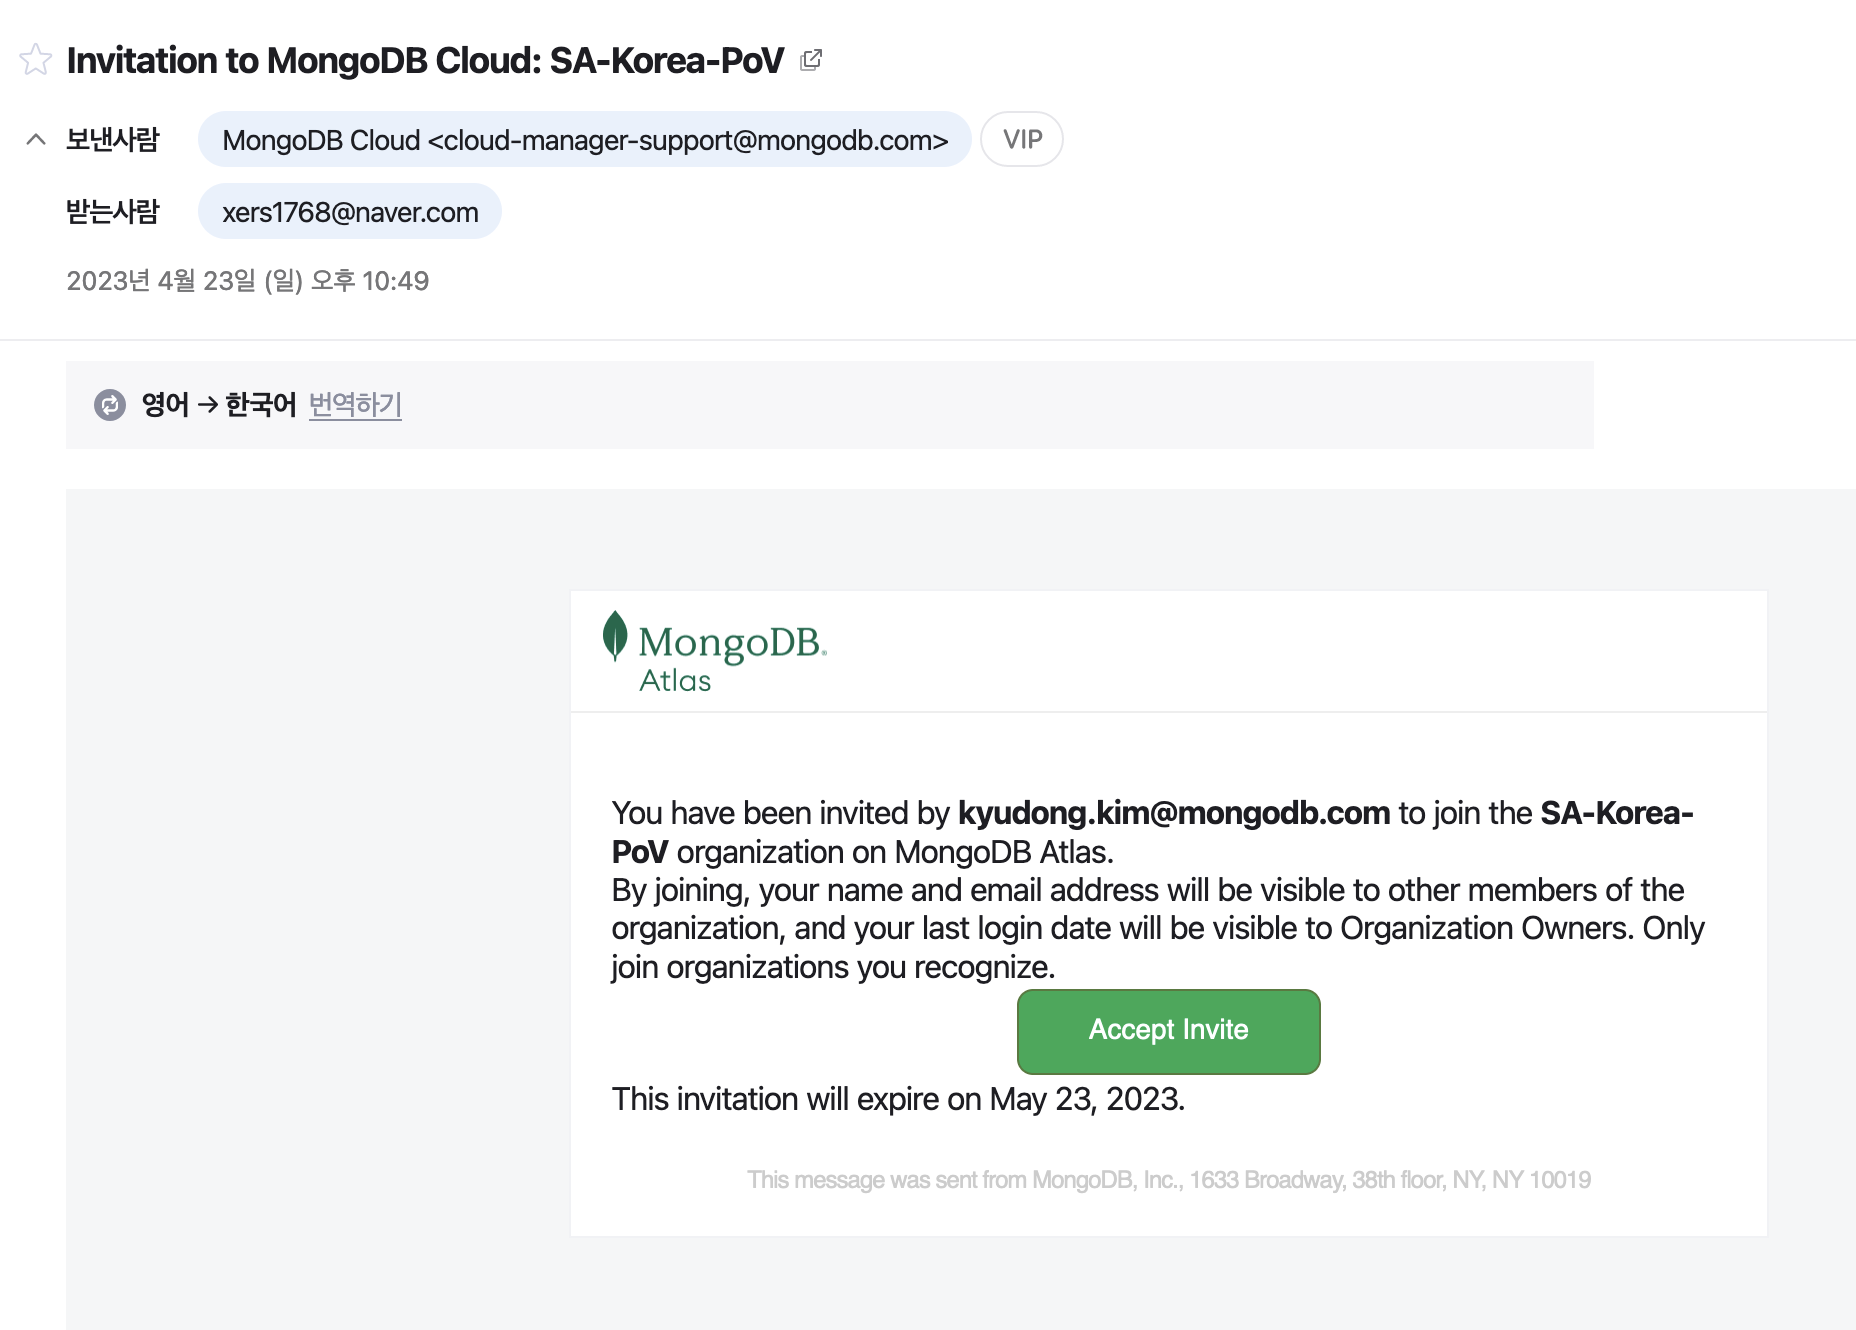 Invitation to MongoDB Cloud: SA-Korea-PoV
보낸사람 MongoDB Cloud <cloud-manager-support@mongodb.com> VIP
받는사람 xers1768@naver.com
2023년 4월 23일 (일) 오후 10:49
영어 → 한국어 번역하기
MongoDB®
Atlas
You have been invited by kyudong.kim@mongodb.com to join the SA-Korea-
PoV organization on MongoDB Atlas.
By joining, your name and email address will be visible to other members of the
organization, and your last login date will be visible to Organization Owners. Only
join organizations you recognize.
Accept Invite
This invitation will expire on May 23, 2023.
This message was sent from MongoDB, Inc., 1633 Broadway, 38th floor, NY, NY 10019